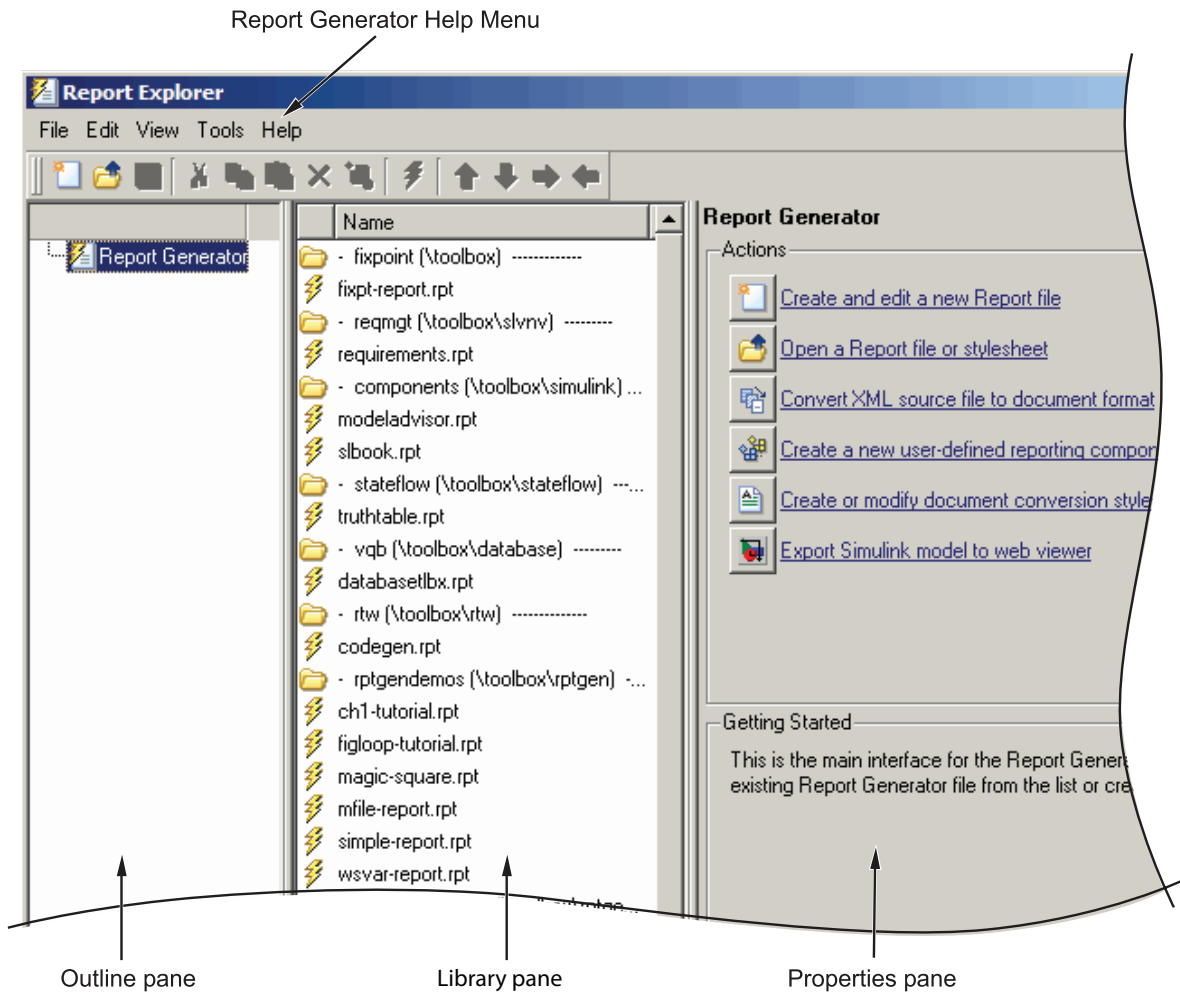 Report Generator Help Menu
Report Explorer
File Edit View Tools Help
Report Generator
Name
- fixpoint (\toolbox) -------------
fixpt-report.rpt
- reqmgt (\toolbox\slvnv) ---------
requirements.rpt
- components (\toolbox\simulink) ...
modeladvisor.rpt
slbook.rpt
- stateflow (\toolbox\stateflow) ---...
truthtable.rpt
- vqb (\toolbox\database) ---------
databasetlbx.rpt
- rtw (\toolbox\rtw) --------------
codegen.rpt
- rptgendemos (\toolbox\rptgen) -...
ch1-tutorial.rpt
figloop-tutorial.rpt
magic-square.rpt
mfile-report.rpt
simple-report.rpt
wsvar-report.rpt
Report Generator
Actions
Create and edit a new Report file
Open a Report file or stylesheet
Convert XML source file to document format
Create a new user-defined reporting compon
Create or modify document conversion style
Export Simulink model to web viewer
Getting Started
This is the main interface for the Report Gener
existing Report Generator file from the list or cre
Outline pane
Library pane
Properties pane